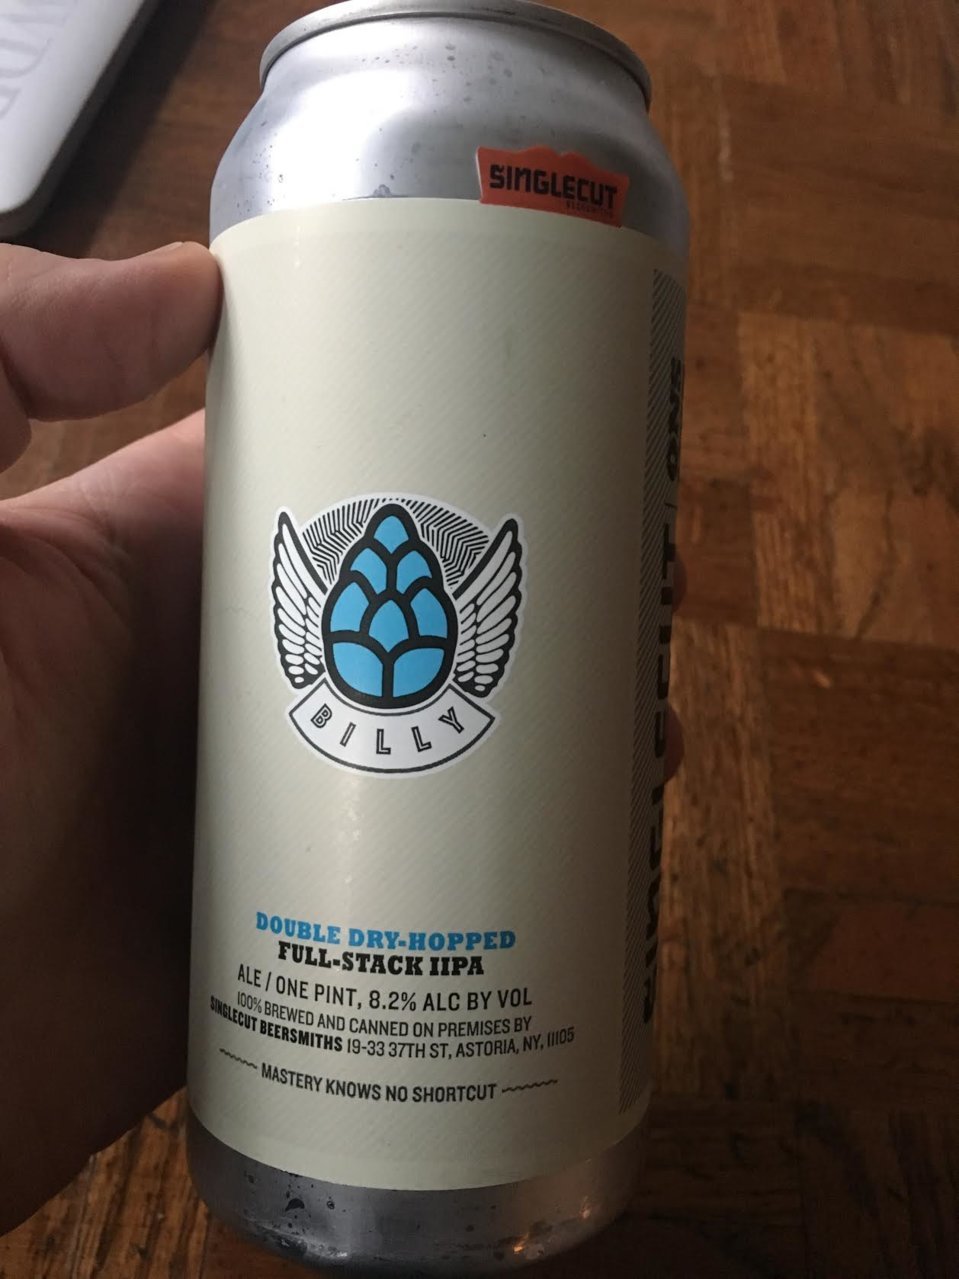 SINGLECUT
BEERSMITHS
BILLY
DOUBLE DRY-HOPPED
FULL-STACK IIPA
ALE / ONE PINT, 8.2% ALC BY VOL
100% BREWED AND CANNED ON PREMISES BY
SINGLECUT BEERSMITHS 19-33 37TH ST, ASTORIA, NY, 11105
MASTERY KNOWS NO SHORTCUT